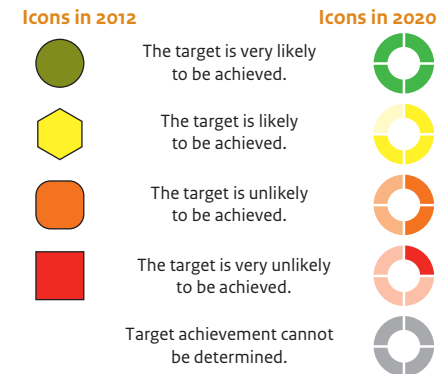 Icons in 2012
Icons in 2020
The target is very likely
to be achieved.
The target is likely
to be achieved.
The target is unlikely
to be achieved.
The target is very unlikely
to be achieved.
Target achievement cannot
be determined.